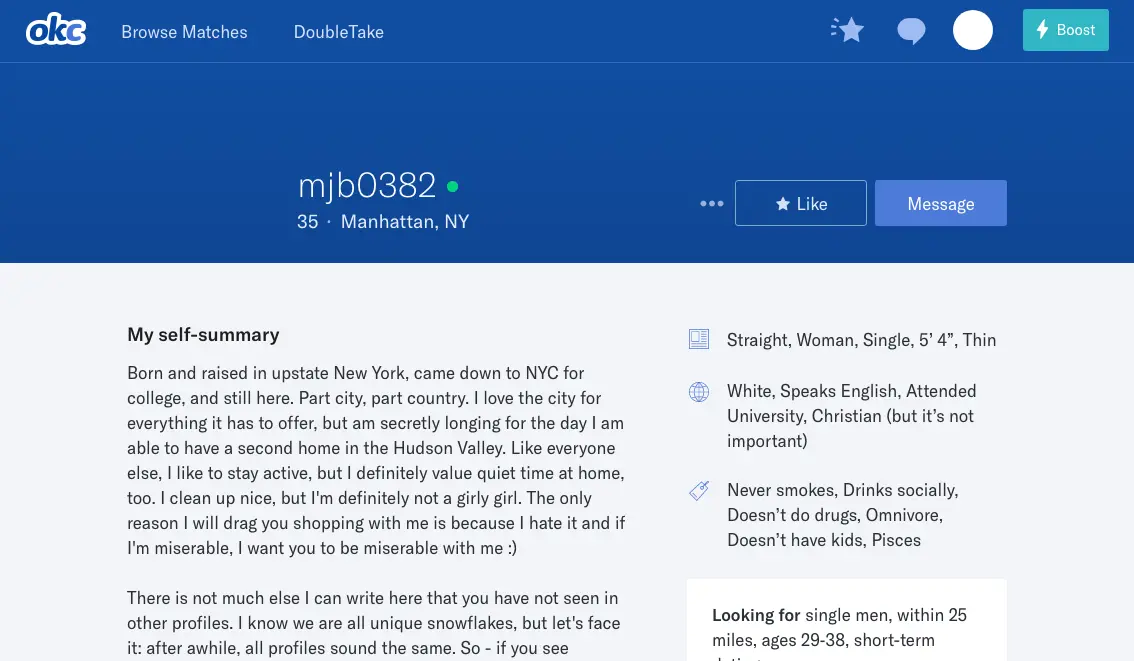 okc Browse Matches DoubleTake Boost
mjb0382
35 · Manhattan, NY
Like Message
My self-summary
Born and raised in upstate New York, came down to NYC for
college, and still here. Part city, part country. I love the city for
everything it has to offer, but am secretly longing for the day I am
able to have a second home in the Hudson Valley. Like everyone
else, I like to stay active, but I definitely value quiet time at home,
too. I clean up nice, but I'm definitely not a girly girl. The only
reason I will drag you shopping with me is because I hate it and if
I'm miserable, I want you to be miserable with me :)
There is not much else I can write here that you have not seen in
other profiles. I know we are all unique snowflakes, but let's face
it: after awhile, all profiles sound the same. So - if you see
Straight, Woman, Single, 5’ 4”, Thin
White, Speaks English, Attended
University, Christian (but it’s not
important)
Never smokes, Drinks socially,
Doesn’t do drugs, Omnivore,
Doesn’t have kids, Pisces
Looking for single men, within 25
miles, ages 29-38, short-term